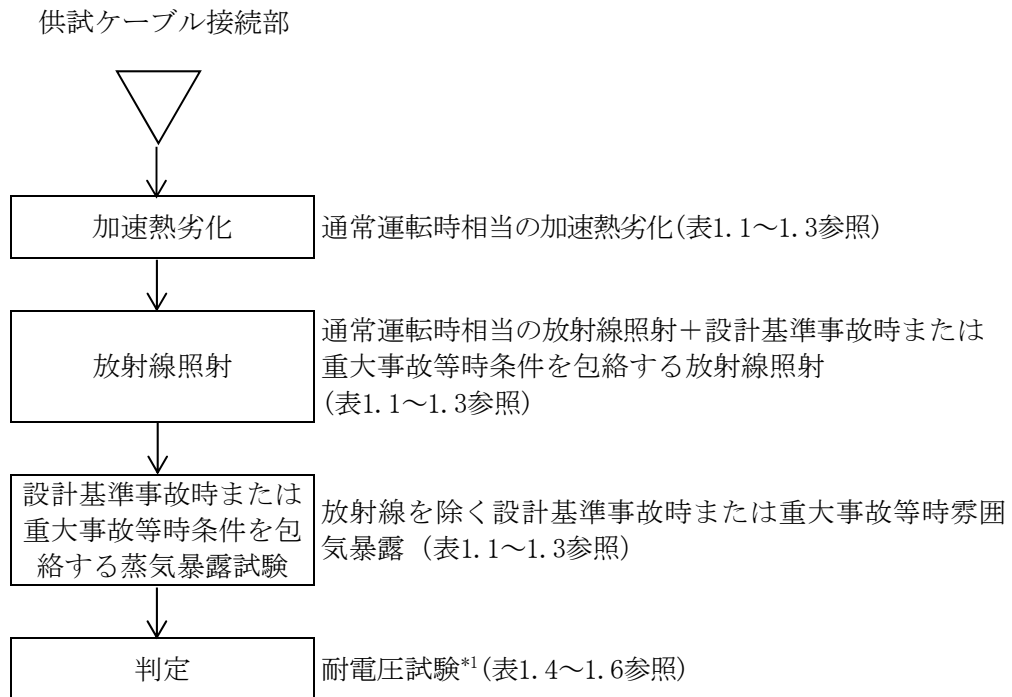 供試ケーブル接続部
加速熱劣化
通常運転時相当の加速熱劣化(表1.1～1.3参照)
放射線照射
通常運転時相当の放射線照射＋設計基準事故時または
重大事故等時条件を包絡する放射線照射
(表1.1～1.3参照)
設計基準事故時または
重大事故等時条件を包
絡する蒸気暴露試験
放射線を除く設計基準事故時または重大事故等時雰囲
気暴露 (表1.1～1.3参照)
判定
耐電圧試験*1(表1.4～1.6参照)